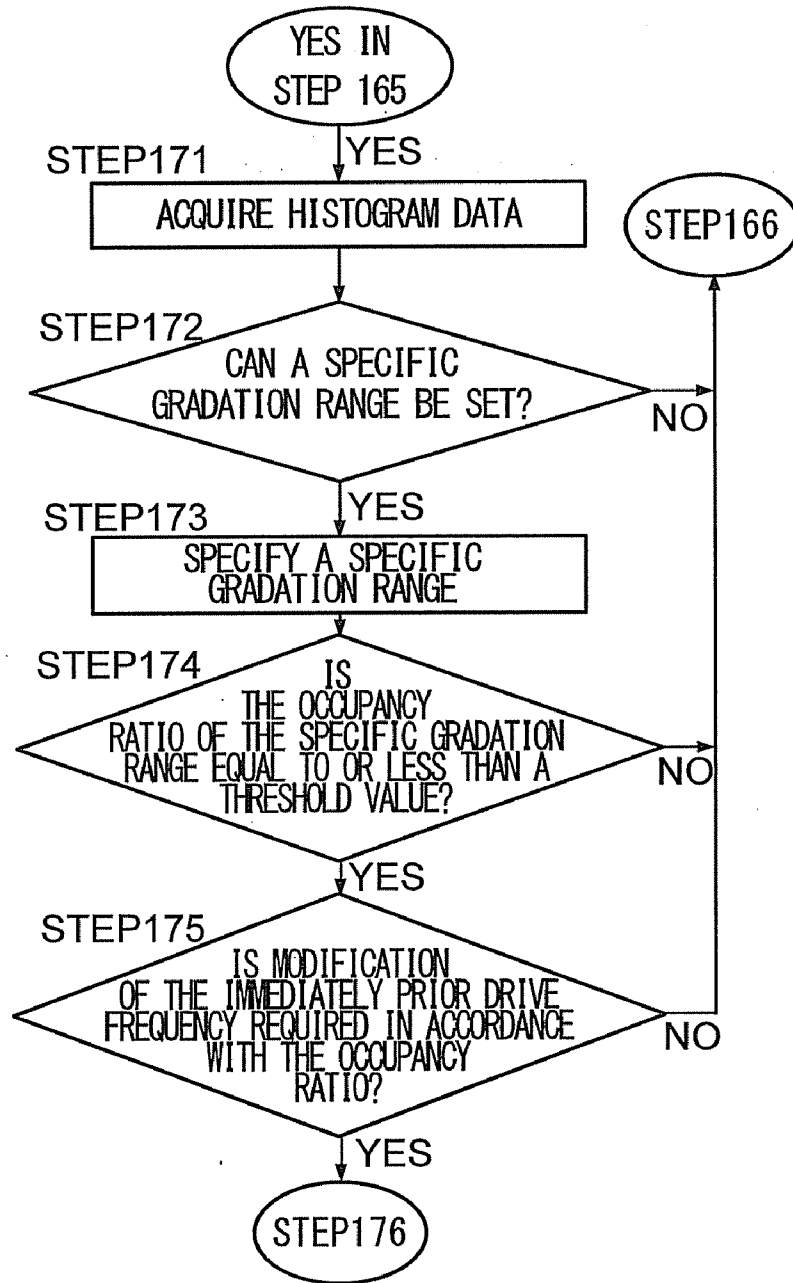 YES IN
STEP 165
YES
STEP171
ACQUIRE HISTOGRAM DATA
STEP166
STEP172
CAN A SPECIFIC
GRADATION RANGE BE SET?
NO
YES
STEP173
SPECIFY A SPECIFIC
GRADATION RANGE
STEP174
IS
THE OCCUPANCY
RATIO OF THE SPECIFIC GRADATION
RANGE EQUAL TO OR LESS THAN A
THRESHOLD VALUE?
NO
YES
STEP175
IS MODIFICATION
OF THE IMMEDIATELY PRIOR DRIVE
FREQUENCY REQUIRED IN ACCORDANCE
WITH THE OCCUPANCY
RATIO?
NO
YES
STEP176